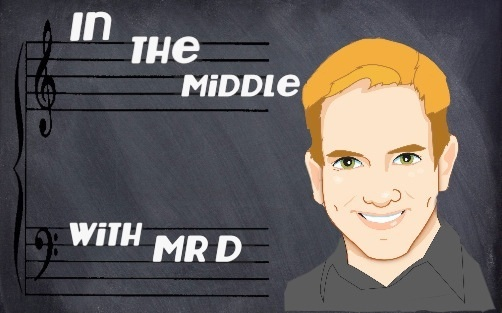 in
THE
MiDDLE
WiTH
MR D